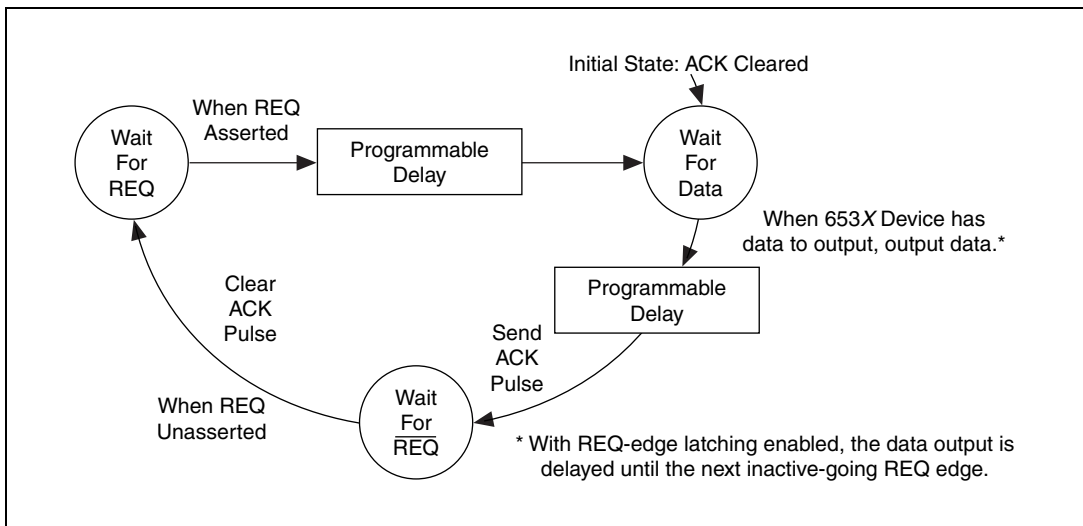 Initial State: ACK Cleared
When REQ
Asserted
Wait
For
REQ
Programmable
Delay
Wait
For
Data
When 653X Device has
data to output, output data.*
Programmable
Delay
Clear
ACK
Pulse
Send
ACK
Pulse
When REQ
Unasserted
Wait
For
R̅E̅Q̅
* With REQ-edge latching enabled, the data output is
delayed until the next inactive-going REQ edge.